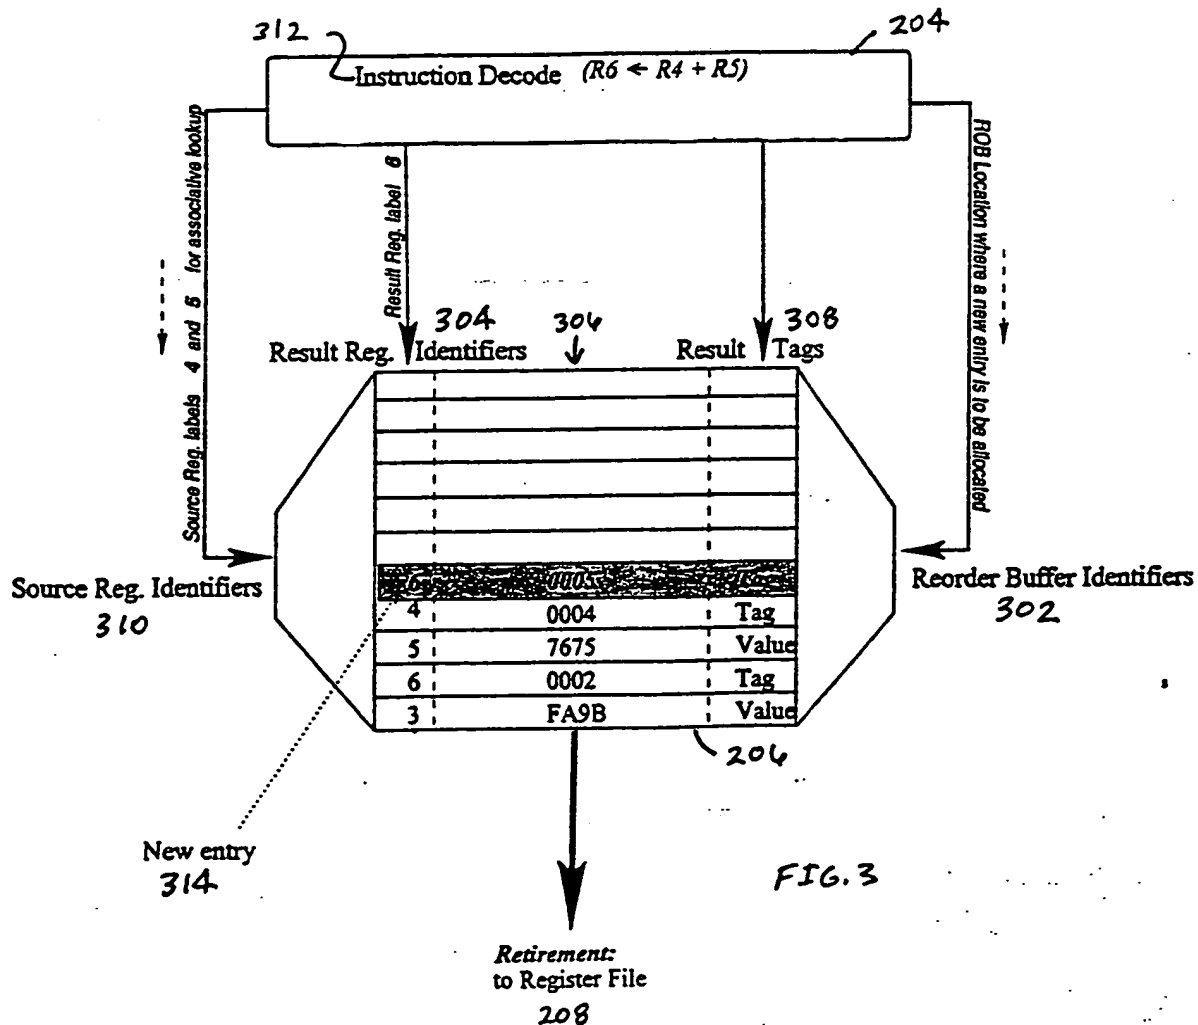 312
204
Instruction Decode (R6 ← R4 + R5)
Source Reg. labels 4 and 5 for associative lookup
Result Reg. label 6
ROB Location where a new entry is to be allocated
304
306
308
Result Reg. Identifiers
Result Tags
6 0005
4 0004 Tag
5 7675 Value
6 0002 Tag
3 FA9B Value
Source Reg. Identifiers
310
Reorder Buffer Identifiers
302
206
New entry
314
FIG. 3
Retirement:
to Register File
208